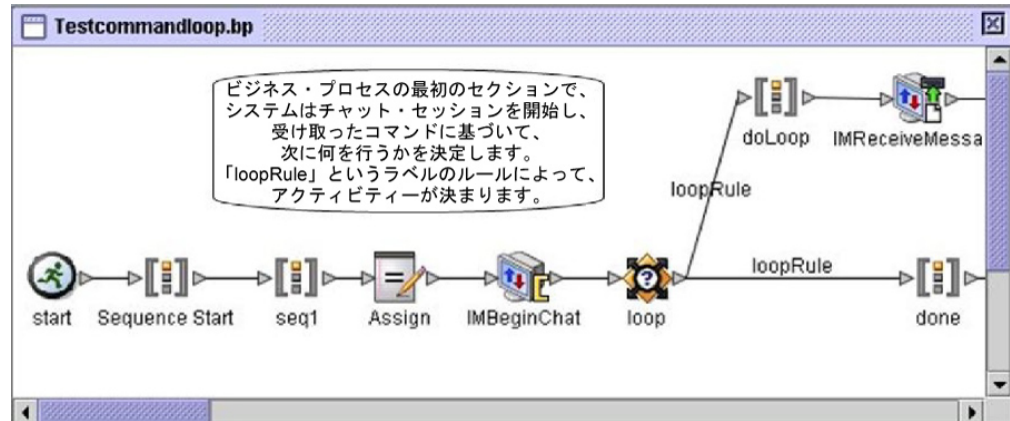 Testcommandloop.bp
ビジネス・プロセスの最初のセクションで、
システムはチャット・セッションを開始し、
受け取ったコマンドに基づいて、
次に何を行うかを決定します。
「loopRule」というラベルのルールによって、
アクティビティーが決まります。
doLoop
IMReceiveMessa
loopRule
loopRule
start
Sequence Start
seq1
Assign
IMBeginChat
loop
done